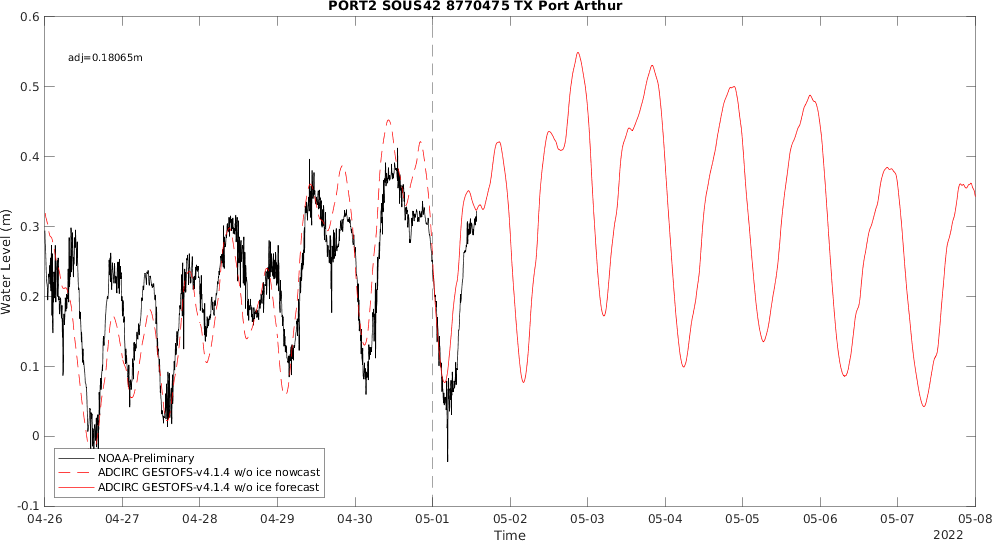 PORT2 SOUS42 8770475 TX Port Arthur
adj=0.18065m
Water Level (m)
0.6
0.5
0.4
0.3
0.2
0.1
0
-0.1
NOAA-Preliminary
ADCIRC GESTOFS-v4.1.4 w/o ice nowcast
ADCIRC GESTOFS-v4.1.4 w/o ice forecast
04-26 04-27 04-28 04-29 04-30 05-01 05-02 05-03 05-04 05-05 05-06 05-07 05-08
Time
2022